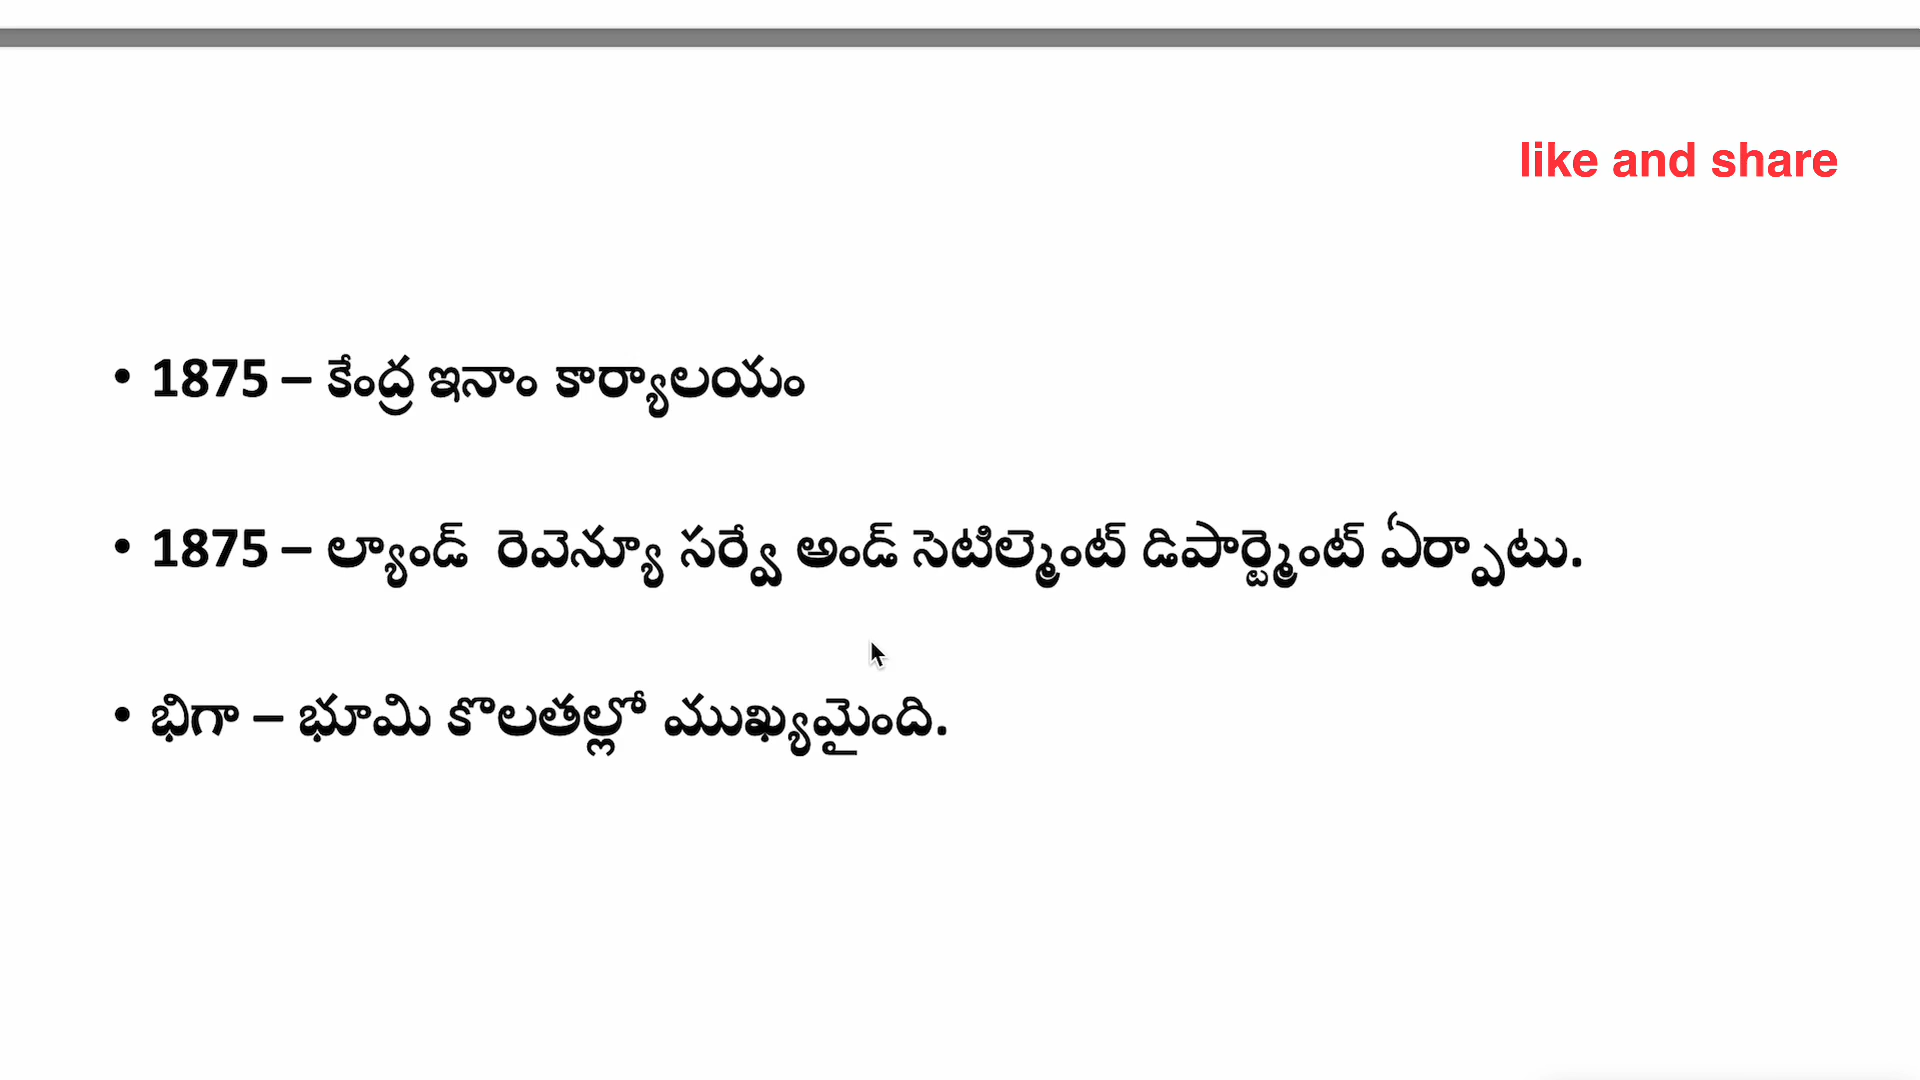 like and share
• 1875 – కేంద్ర ఇనాం కార్యాలయం
• 1875 – ల్యాండ్ రెవెన్యూ సర్వే అండ్ సెటిల్మెంట్ డిపార్ట్మెంట్ ఏర్పాటు.
• భిగా – భూమి కొలతల్లో ముఖ్యమైంది.